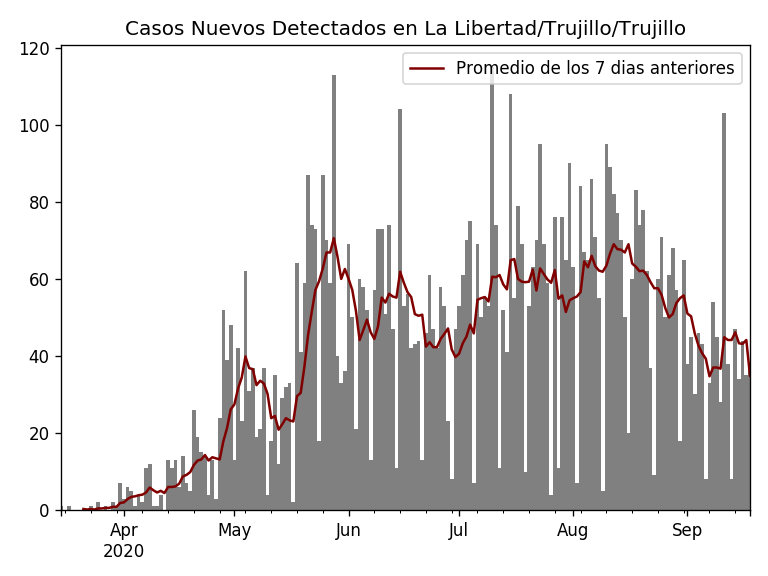 Casos Nuevos Detectados en La Libertad/Trujillo/Trujillo
Promedio de los 7 dias anteriores
120
100
80
60
40
20
0
Apr May Jun Jul Aug Sep
2020